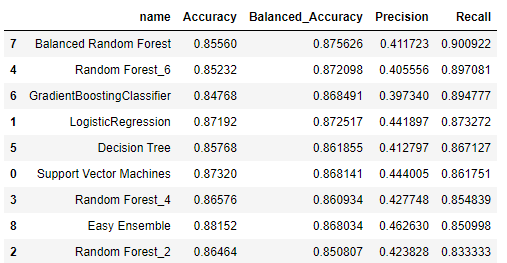 name Accuracy Balanced_Accuracy Precision Recall
7 Balanced Random Forest 0.85560 0.875626 0.411723 0.900922
4 Random Forest_6 0.85232 0.872098 0.405556 0.897081
6 GradientBoostingClassifier 0.84768 0.868491 0.397340 0.894777
1 LogisticRegression 0.87192 0.872517 0.441897 0.873272
5 Decision Tree 0.85768 0.861855 0.412797 0.867127
0 Support Vector Machines 0.87320 0.868141 0.444005 0.861751
3 Random Forest_4 0.86576 0.860934 0.427748 0.854839
8 Easy Ensemble 0.88152 0.868034 0.462630 0.850998
2 Random Forest_2 0.86464 0.850807 0.423828 0.833333